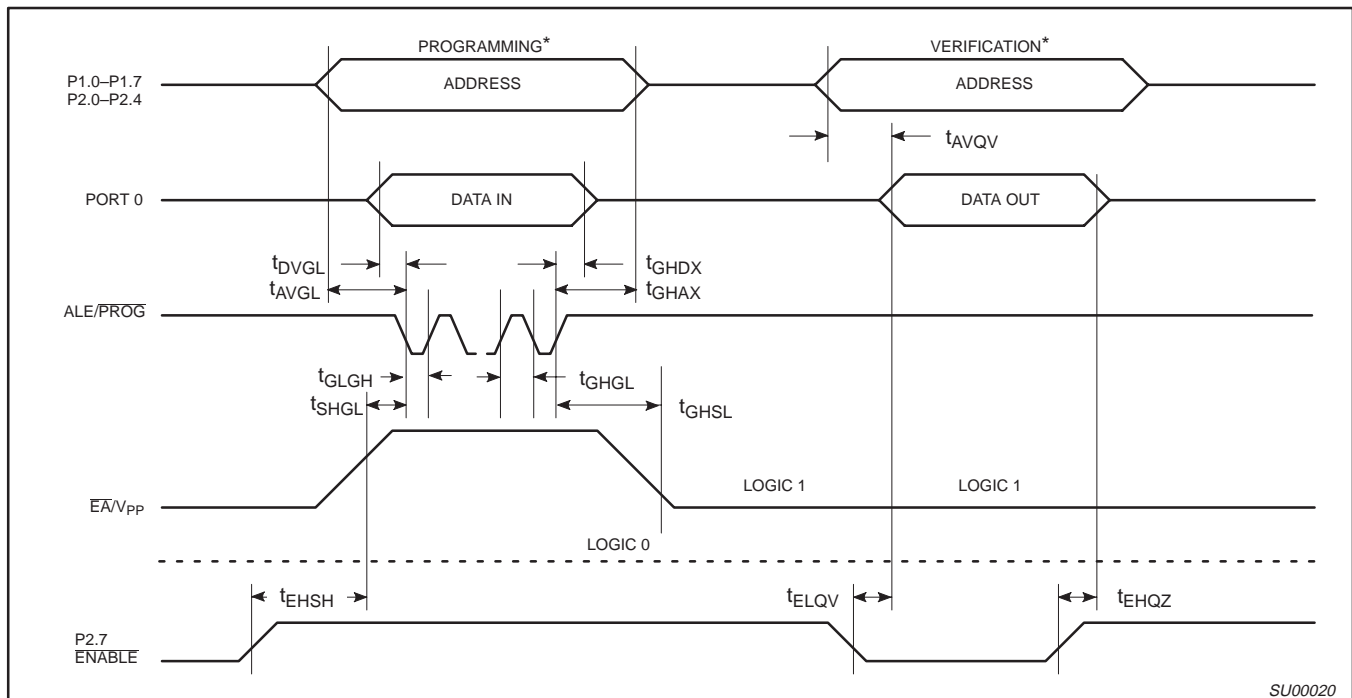 PROGRAMMING*
VERIFICATION*
P1.0–P1.7
P2.0–P2.4
ADDRESS
ADDRESS
tAVQV
PORT 0
DATA IN
DATA OUT
tDVGL
tGHDX
tAVGL
tGHAX
ALE/PROG
tGLGH
tGHGL
tSHGL
tGHSL
EA/VPP
LOGIC 1
LOGIC 1
LOGIC 0
tEHSH
tELQV
tEHQZ
P2.7
ENABLE
SU00020